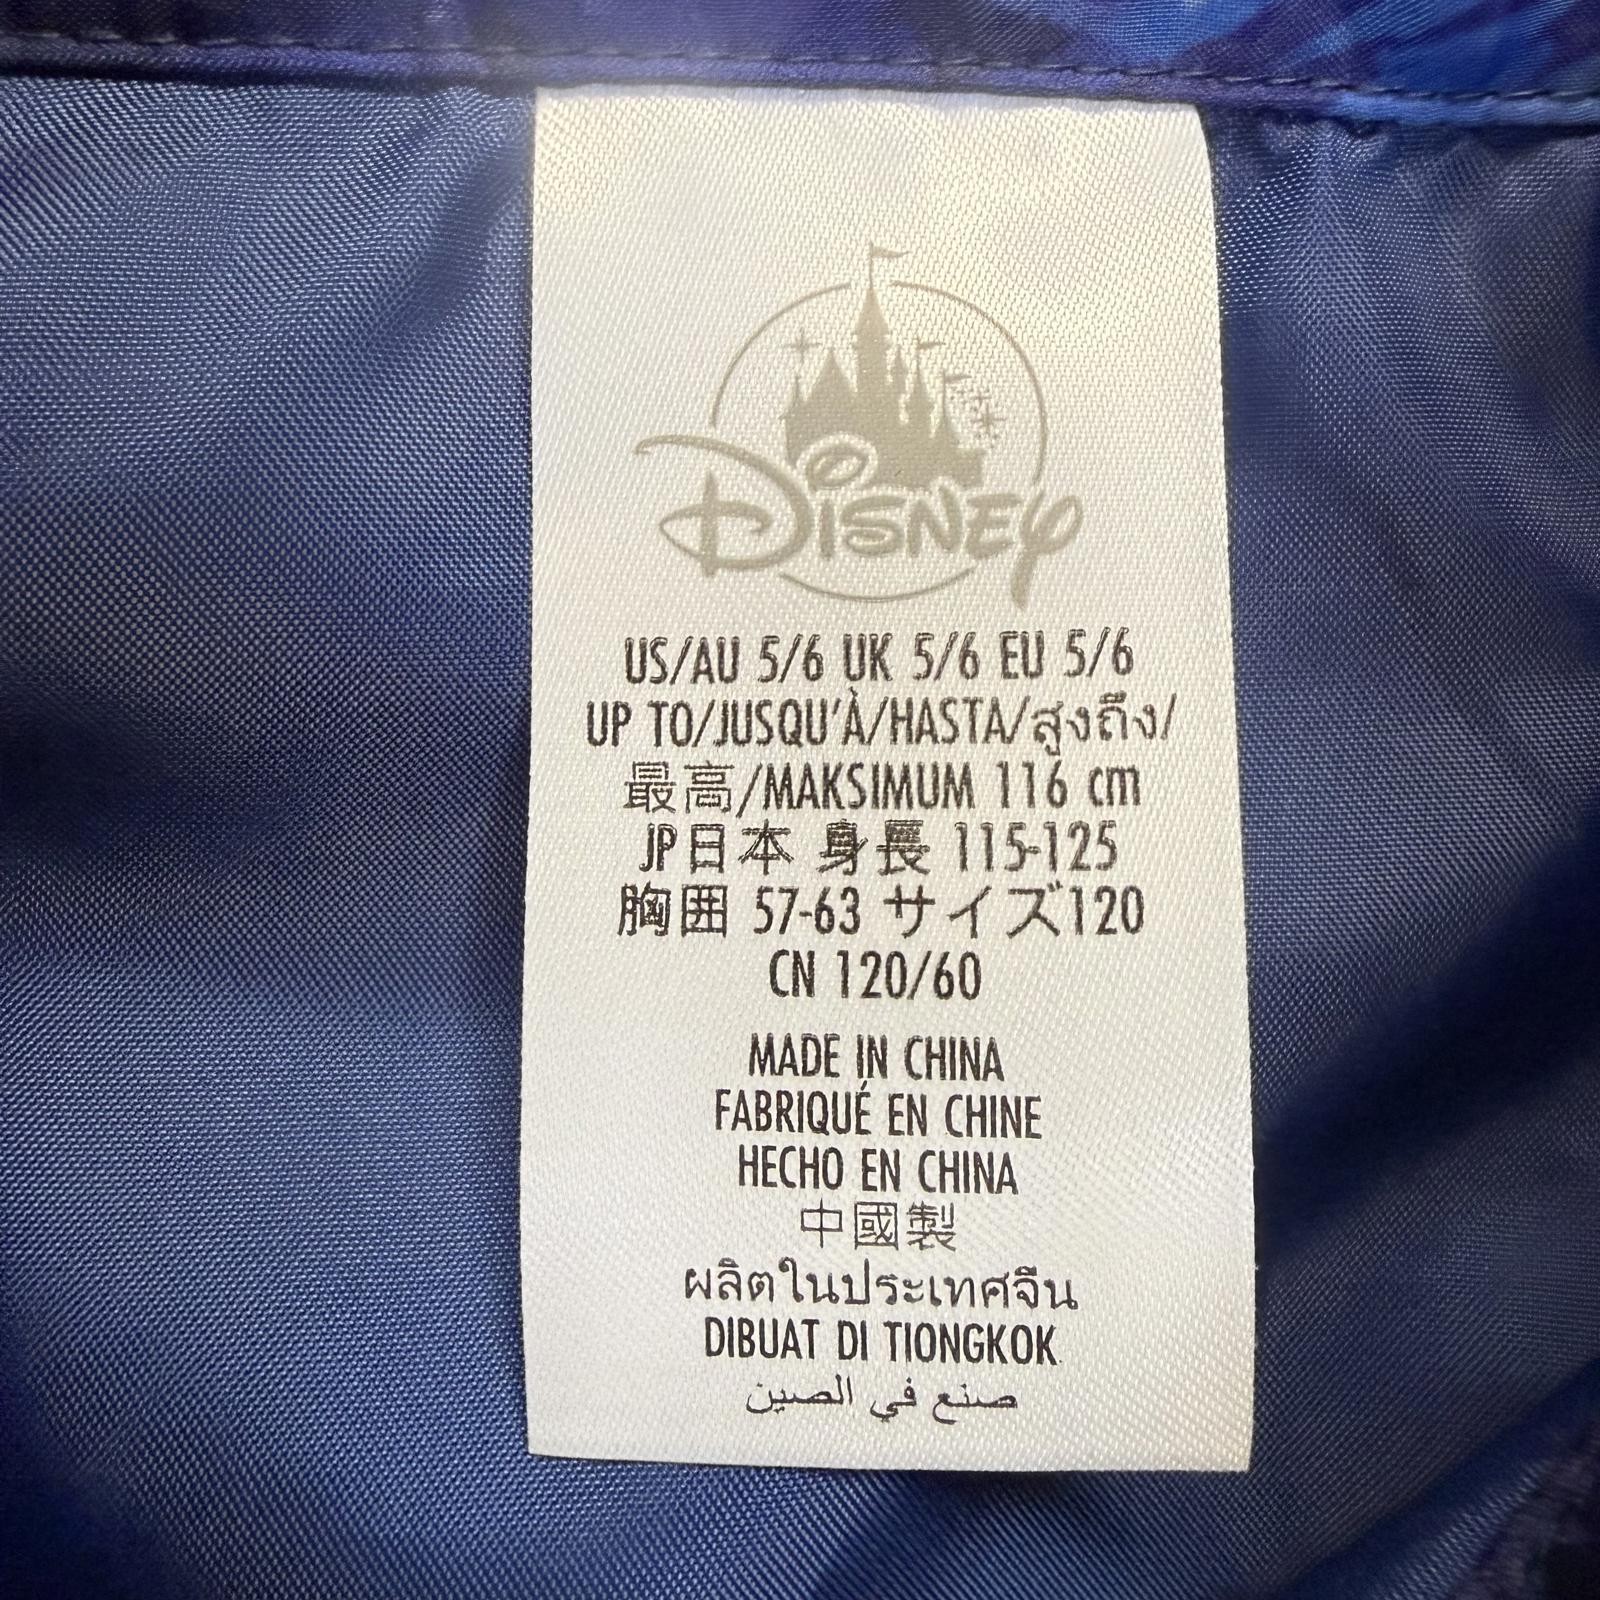 DISNEY
US/AU 5/6 UK 5/6 EU 5/6
UP TO/JUSQU'À/HASTA/สูงถึง/
最高/MAKSIMUM 116 cm
JP日本 身長 115-125
胸囲 57-63 サイズ120
CN 120/60
MADE IN CHINA
FABRIQUÉ EN CHINE
HECHO EN CHINA
中國製
ผลิตในประเทศจีน
DIBUAT DI TIONGKOK
صنع في الصين